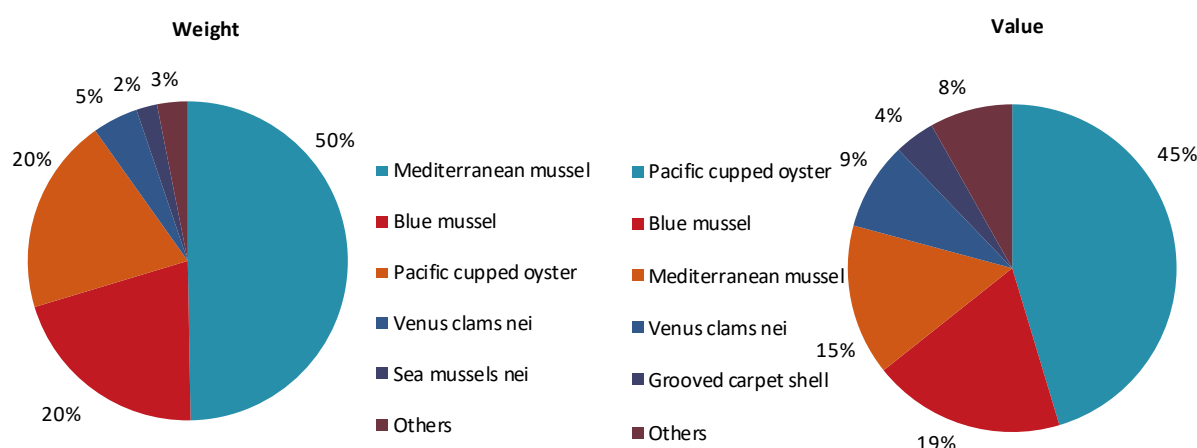 Weight
50%
20%
20%
5%
2%
3%
Mediterranean mussel
Blue mussel
Pacific cupped oyster
Venus clams nei
Sea mussels nei
Others
Value
45%
19%
15%
9%
4%
8%
Pacific cupped oyster
Blue mussel
Mediterranean mussel
Venus clams nei
Grooved carpet shell
Others